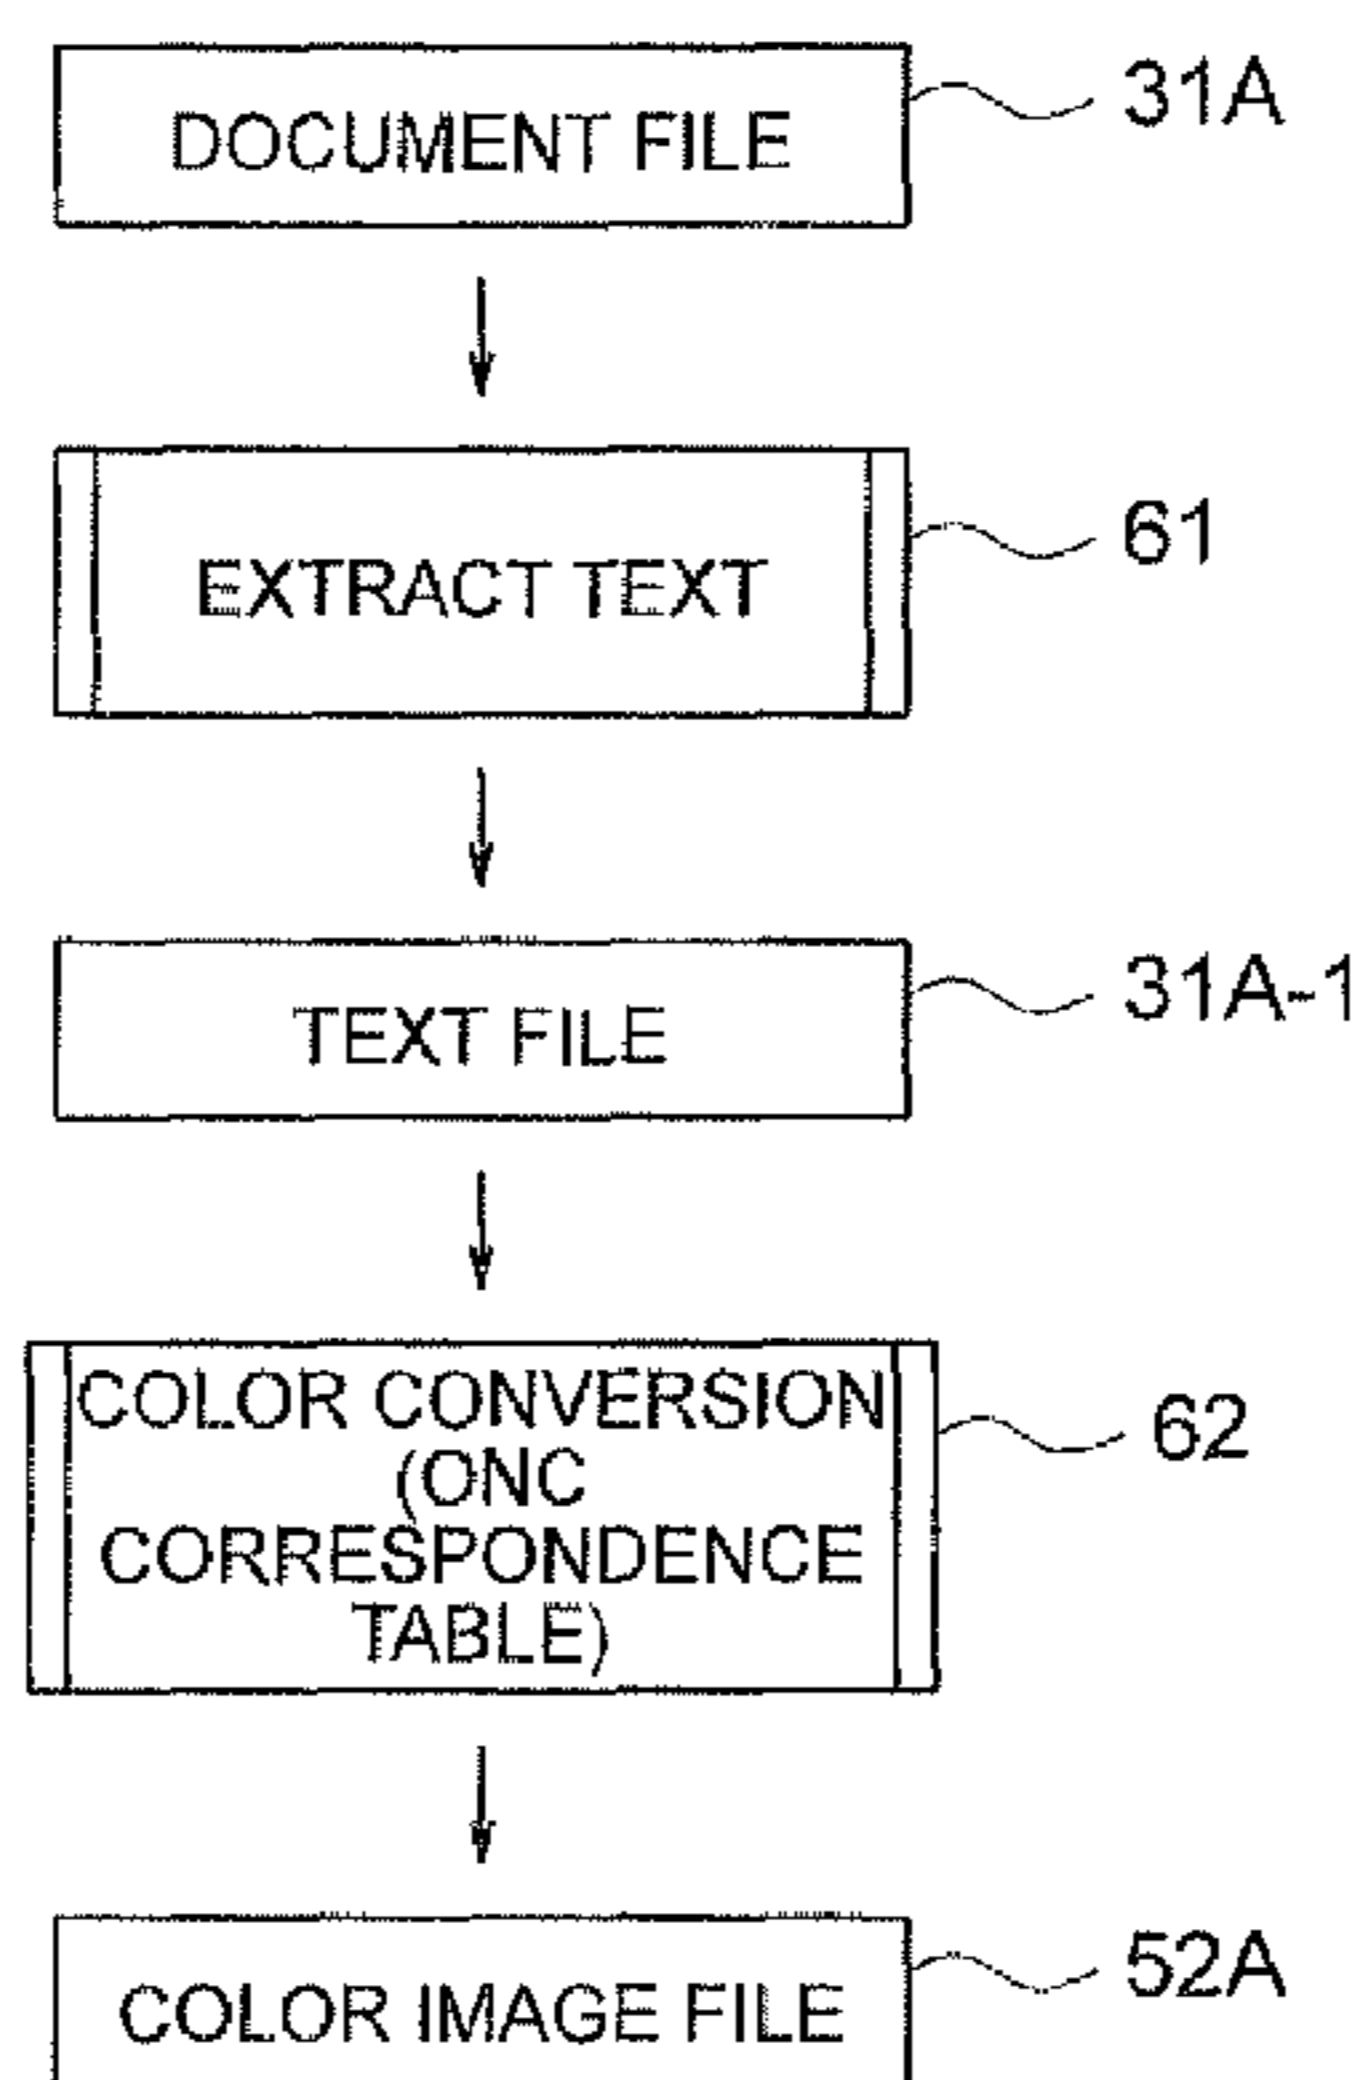 DOCUMENT FILE
31A
EXTRACT TEXT
61
TEXT FILE
31A-1
COLOR CONVERSION
(ONC
CORRESPONDENCE
TABLE)
62
COLOR IMAGE FILE
52A